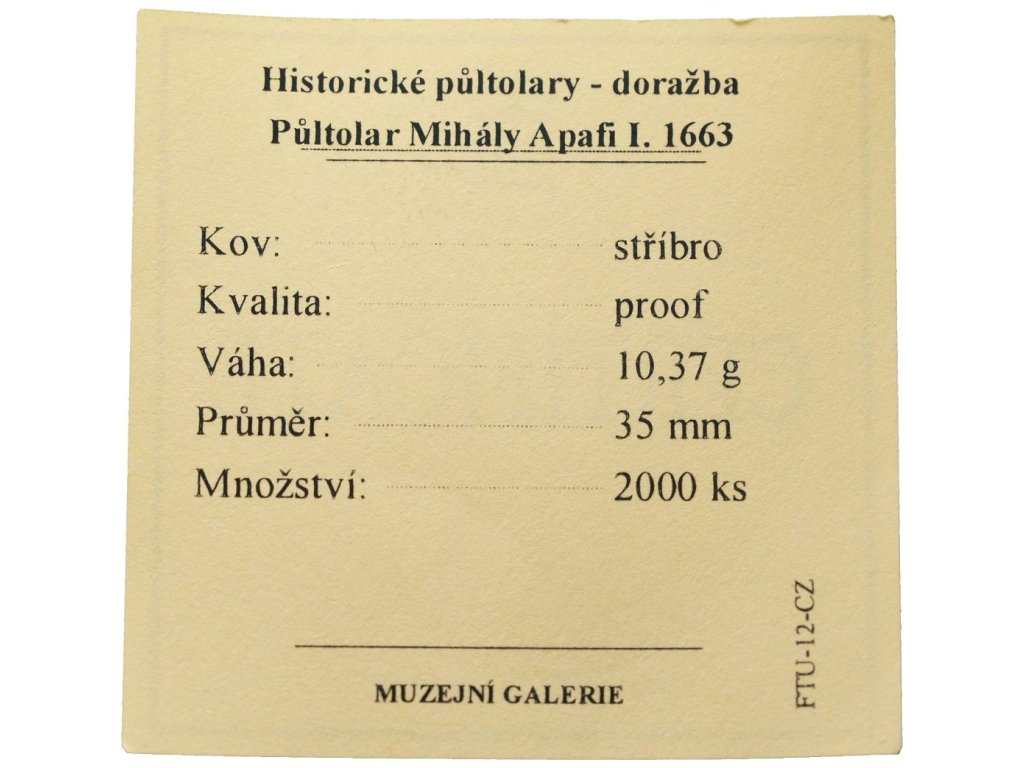 Historické půltolary - doražba
Půltolar Mihály Apafi I. 1663
Kov: stříbro
Kvalita: proof
Váha: 10,37 g
Průměr: 35 mm
Množství: 2000 ks
FTU-12-CZ
MUZEJNÍ GALERIE